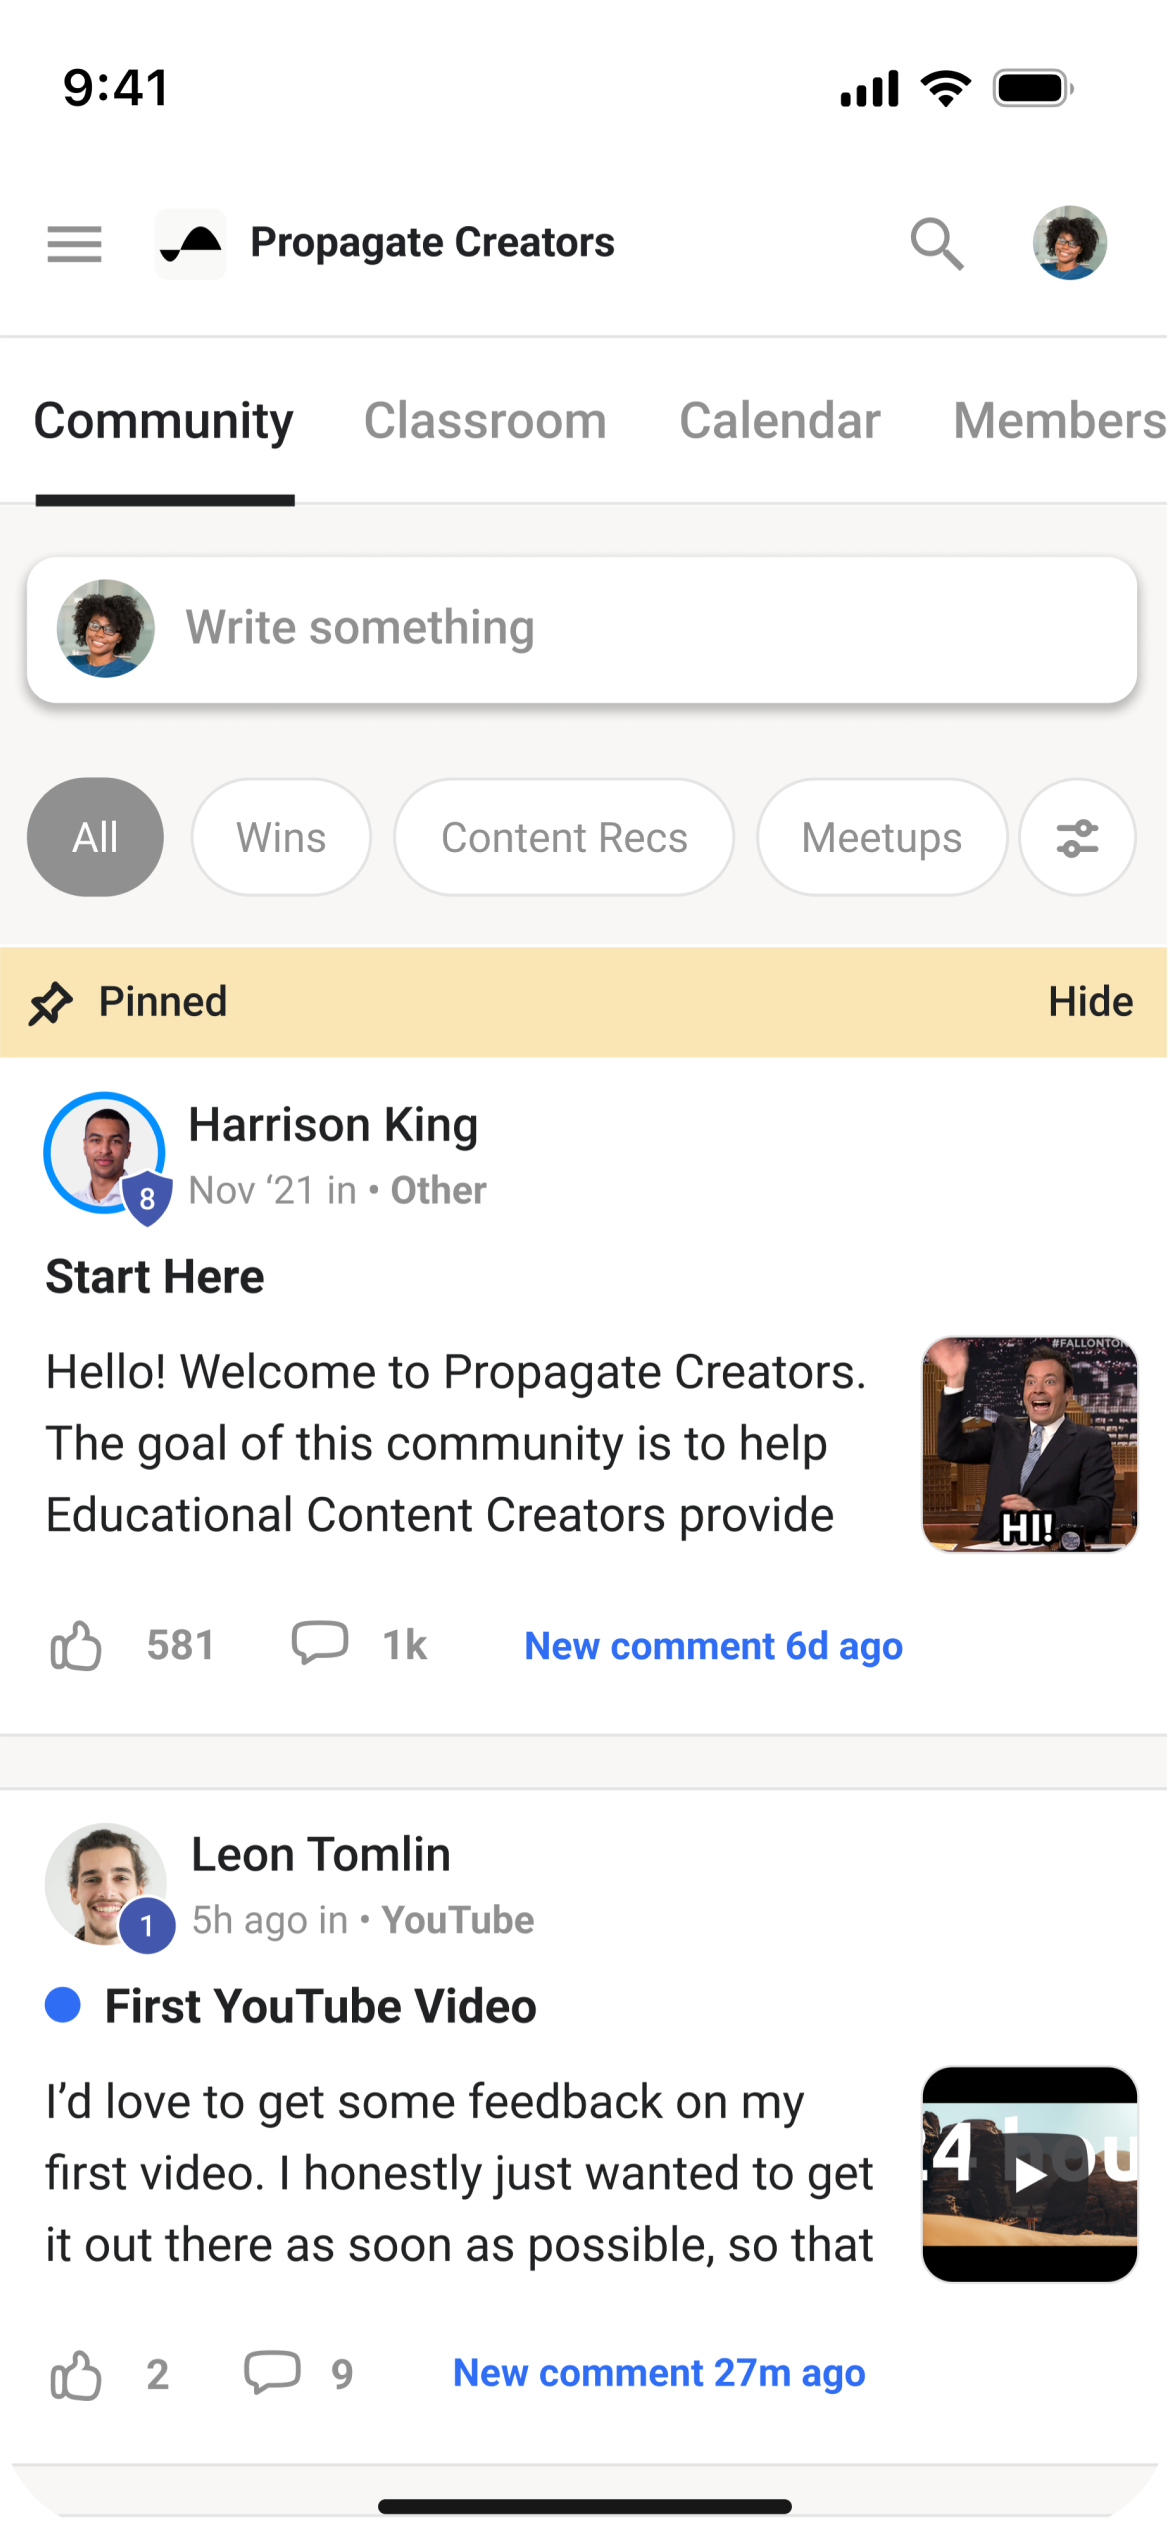 9:41
Propagate Creators
Community Classroom Calendar Members
Write something
All Wins Content Recs Meetups
Pinned Hide
Harrison King
8
Nov ‘21 in • Other
Start Here
#FALLONTON
Hello! Welcome to Propagate Creators.
The goal of this community is to help
Educational Content Creators provide
HI!
581 1k New comment 6d ago
Leon Tomlin
1
5h ago in • YouTube
First YouTube Video
I’d love to get some feedback on my
first video. I honestly just wanted to get
it out there as soon as possible, so that
24 hou
2 9 New comment 27m ago